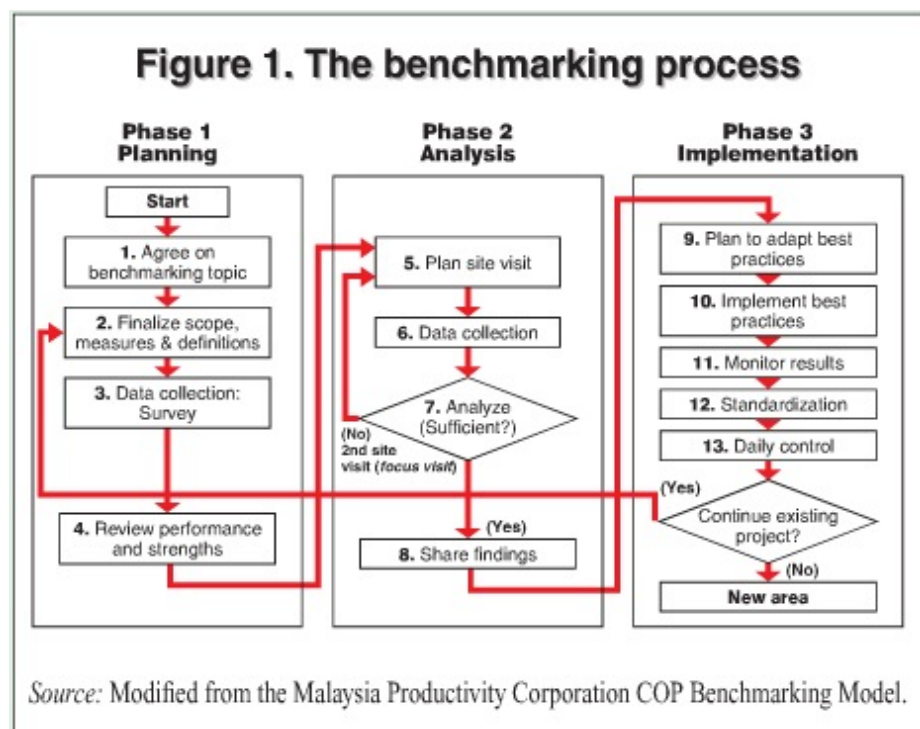 Figure 1. The benchmarking process
Phase 1
Planning
Start
1. Agree on
benchmarking topic
2. Finalize scope,
measures & definitions
3. Data collection:
Survey
4. Review performance
and strengths
Phase 2
Analysis
5. Plan site visit
6. Data collection
7. Analyze
(Sufficient?)
(No)
2nd site
visit (focus visit)
(Yes)
8. Share findings
Phase 3
Implementation
9. Plan to adapt best
practices
10. Implement best
practices
11. Monitor results
12. Standardization
13. Daily control
(Yes)
Continue existing
project?
(No)
New area
Source: Modified from the Malaysia Productivity Corporation COP Benchmarking Model.